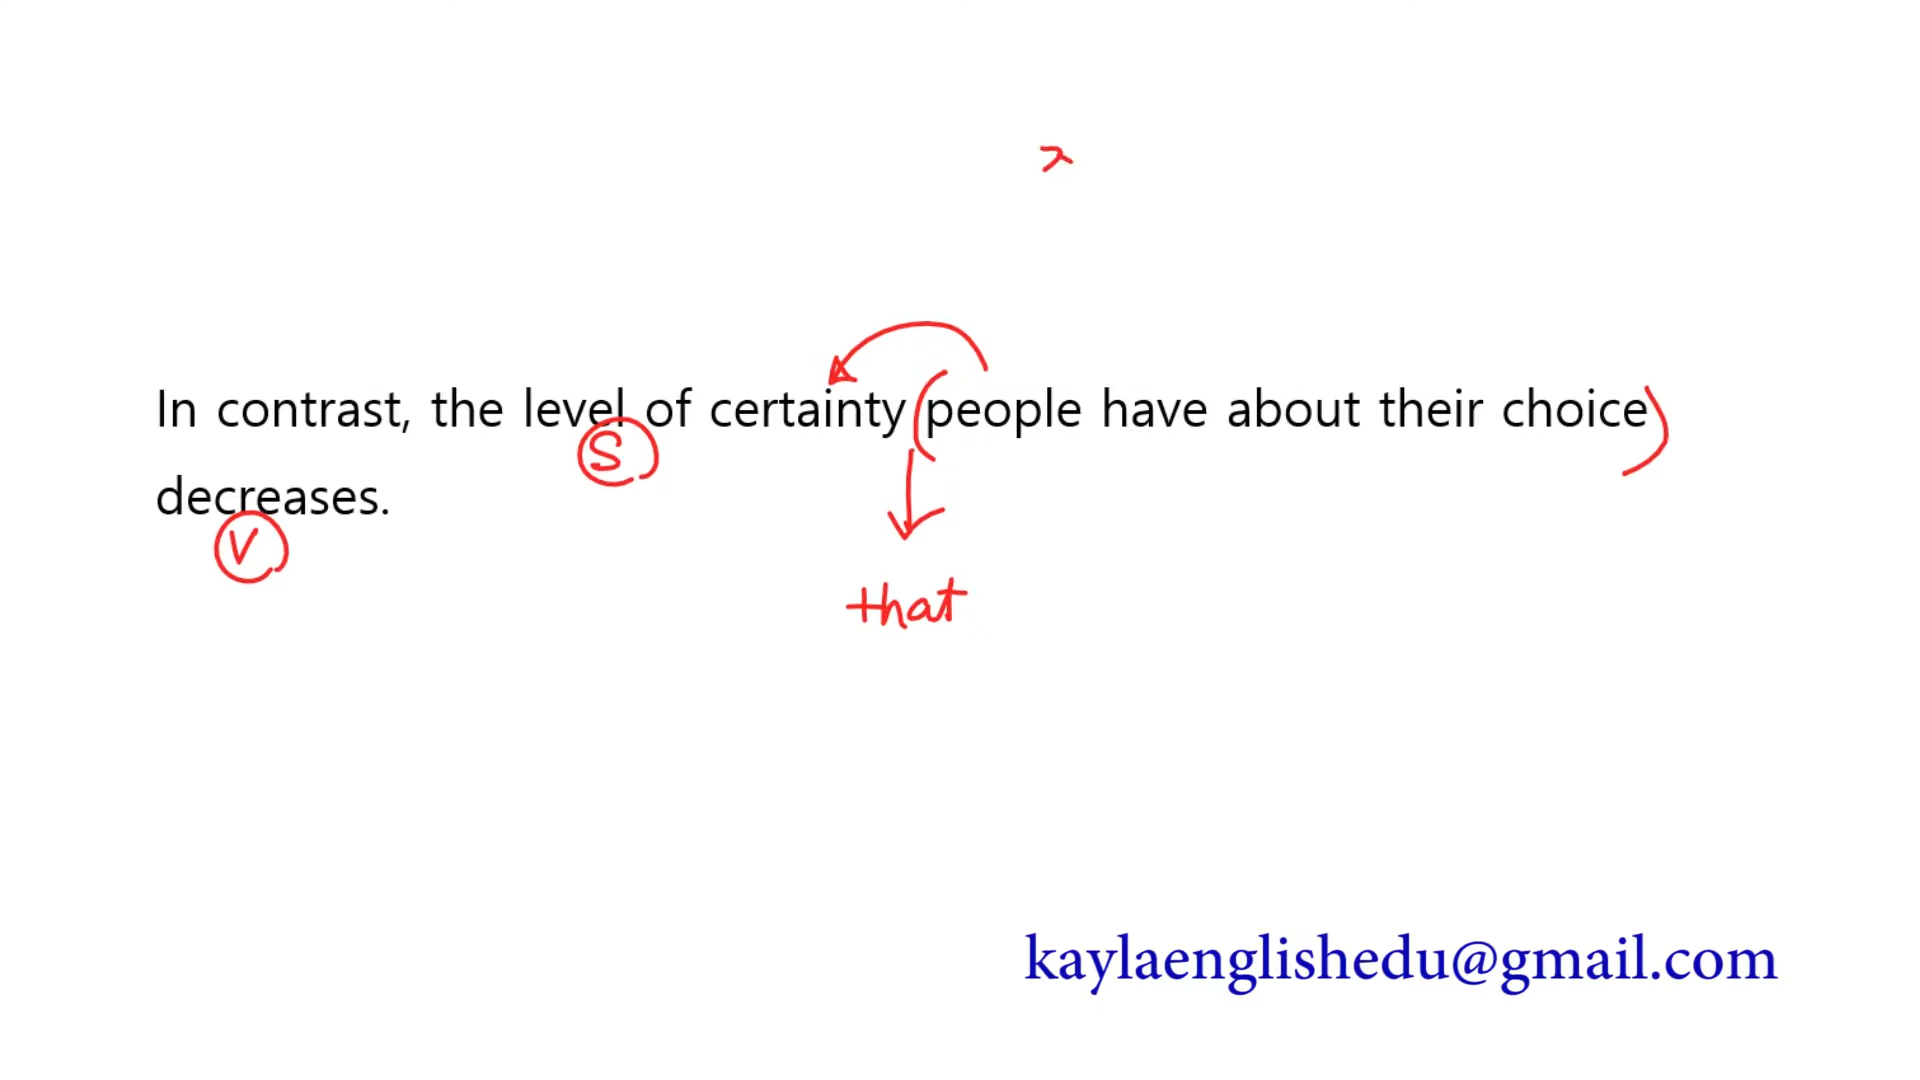 ㅈ
In contrast, the level of certainty (people have about their choice)
S
decreases.
V
that
kaylaenglishedu@gmail.com